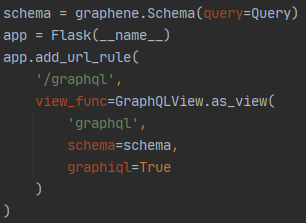 schema = graphene.Schema(query=Query)
app = Flask(__name__)
app.add_url_rule(
    '/graphql',
    view_func=GraphQLView.as_view(
        'graphql',
        schema=schema,
        graphiql=True
    )
)